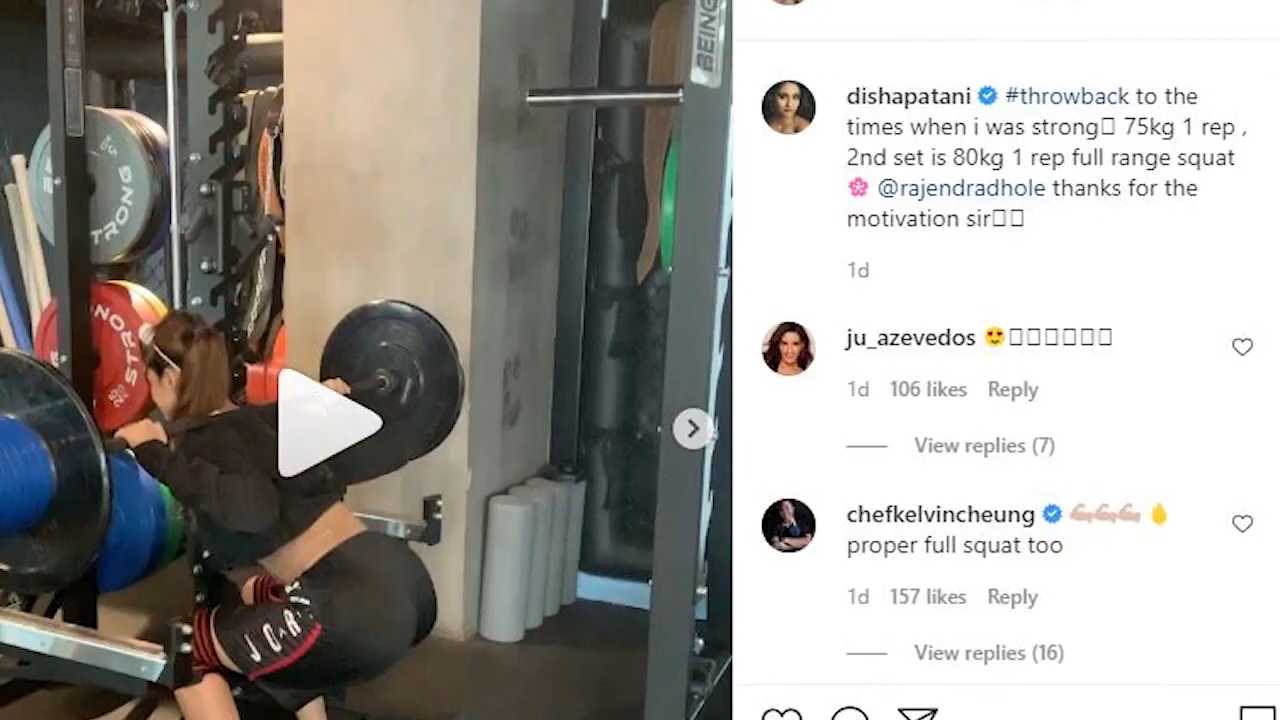 BEING
STRONG
STRONG
dishapatani #throwback to the
times when i was strong 75kg 1 rep ,
2nd set is 80kg 1 rep full range squat
@rajendradhole thanks for the
motivation sir
1d
ju_azevedos
1d 106 likes Reply
View replies (7)
chefkelvincheung
proper full squat too
1d 157 likes Reply
View replies (16)